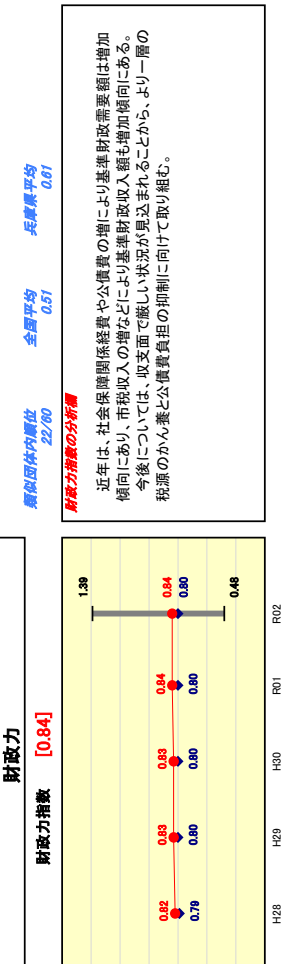 財政力
財政力指数 [0.84]
1.39
0.82
0.83
0.83
0.84
0.84
0.79
0.80
0.80
0.80
0.80
0.48
H28
H29
H30
R01
R02
類似団体内順位
22/60
全国平均
0.51
兵庫県平均
0.61
財政力指数の分析欄
近年は、社会保障関係経費や公債費の増により基準財政需要額は増加
傾向にあり、市税収入の増などにより基準財政収入額も増加傾向にある。
今後については、収支面で厳しい状況が見込まれることから、より一層の
税源のかん養と公債費負担の抑制に向けて取り組む。